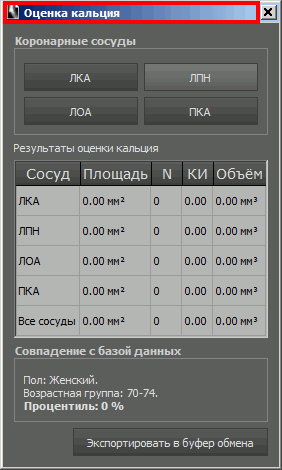 Оценка кальция
Коронарные сосуды
ЛКА ЛПН
ЛОА ПКА
Результаты оценки кальция
Сосуд Площадь N КИ Объём
ЛКА 0.00 мм² 0 0.00 0.00 мм³
ЛПН 0.00 мм² 0 0.00 0.00 мм³
ЛОА 0.00 мм² 0 0.00 0.00 мм³
ПКА 0.00 мм² 0 0.00 0.00 мм³
Все сосуды 0.00 мм² 0 0.00 0.00 мм³
Совпадение с базой данных
Пол: Женский.
Возрастная группа: 70-74.
Процентиль: 0 %
Экспортировать в буфер обмена